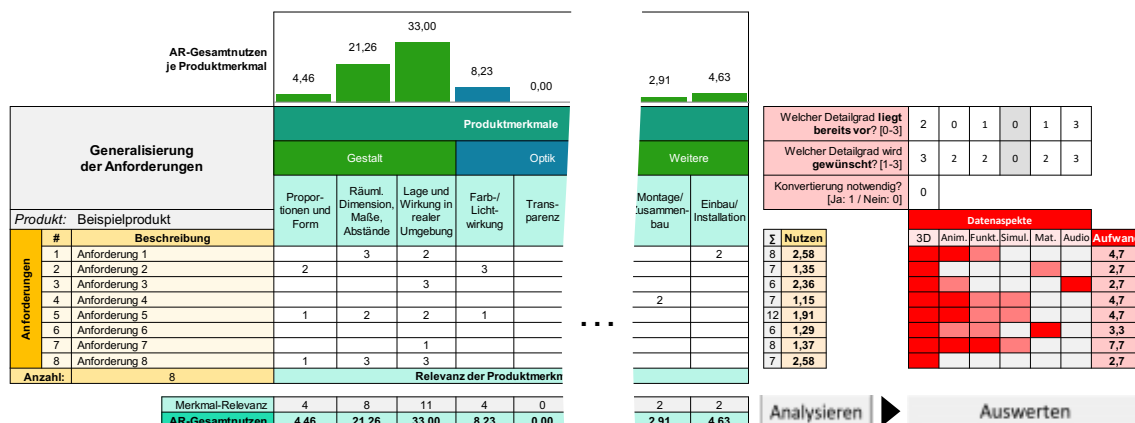 AR-Gesamtnutzen
je Produktmerkmal
4,46
21,26
33,00
8,23
0,00
2,91
4,63
Generalisierung
der Anforderungen
Produktmerkmale
Gestalt
Optik
Weitere
Propor-
tionen und
Form
Räuml.
Dimension,
Maße,
Abstände
Lage und
Wirkung in
realer
Umgebung
Farb-/
Licht-
wirkung
Trans-
parenz
Montage/
Zusammen-
bau
Einbau/
Installation
Produkt: Beispielprodukt
# Beschreibung
Anforderungen
1 Anforderung 1 3 2 2
2 Anforderung 2 2 3
3 Anforderung 3 3
4 Anforderung 4 2
5 Anforderung 5 1 2 2 1
6 Anforderung 6
7 Anforderung 7 1
8 Anforderung 8 1 3 3
Anzahl: 8 Relevanz der Produktmerkn
Merkmal-Relevanz 4 8 11 4 0 2 2
AR-Gesamtnutzen 4,46 21,26 33,00 8,23 0,00 2,91 4,63
...
Welcher Detailgrad liegt
bereits vor? [0-3]
2 0 1 0 1 3
Welcher Detailgrad wird
gewünscht? [1-3]
3 2 2 0 2 3
Konvertierung notwendig?
[Ja: 1 / Nein: 0]
0
Datenaspekte
Σ Nutzen 3D Anim. Funkt. Simul. Mat. Audio Aufwand
8 2,58 4,7
7 1,35 2,7
6 2,36 2,7
7 1,15 4,7
12 1,91 4,7
6 1,29 3,3
8 1,37 7,7
7 2,58 2,7
Analysieren
Auswerten